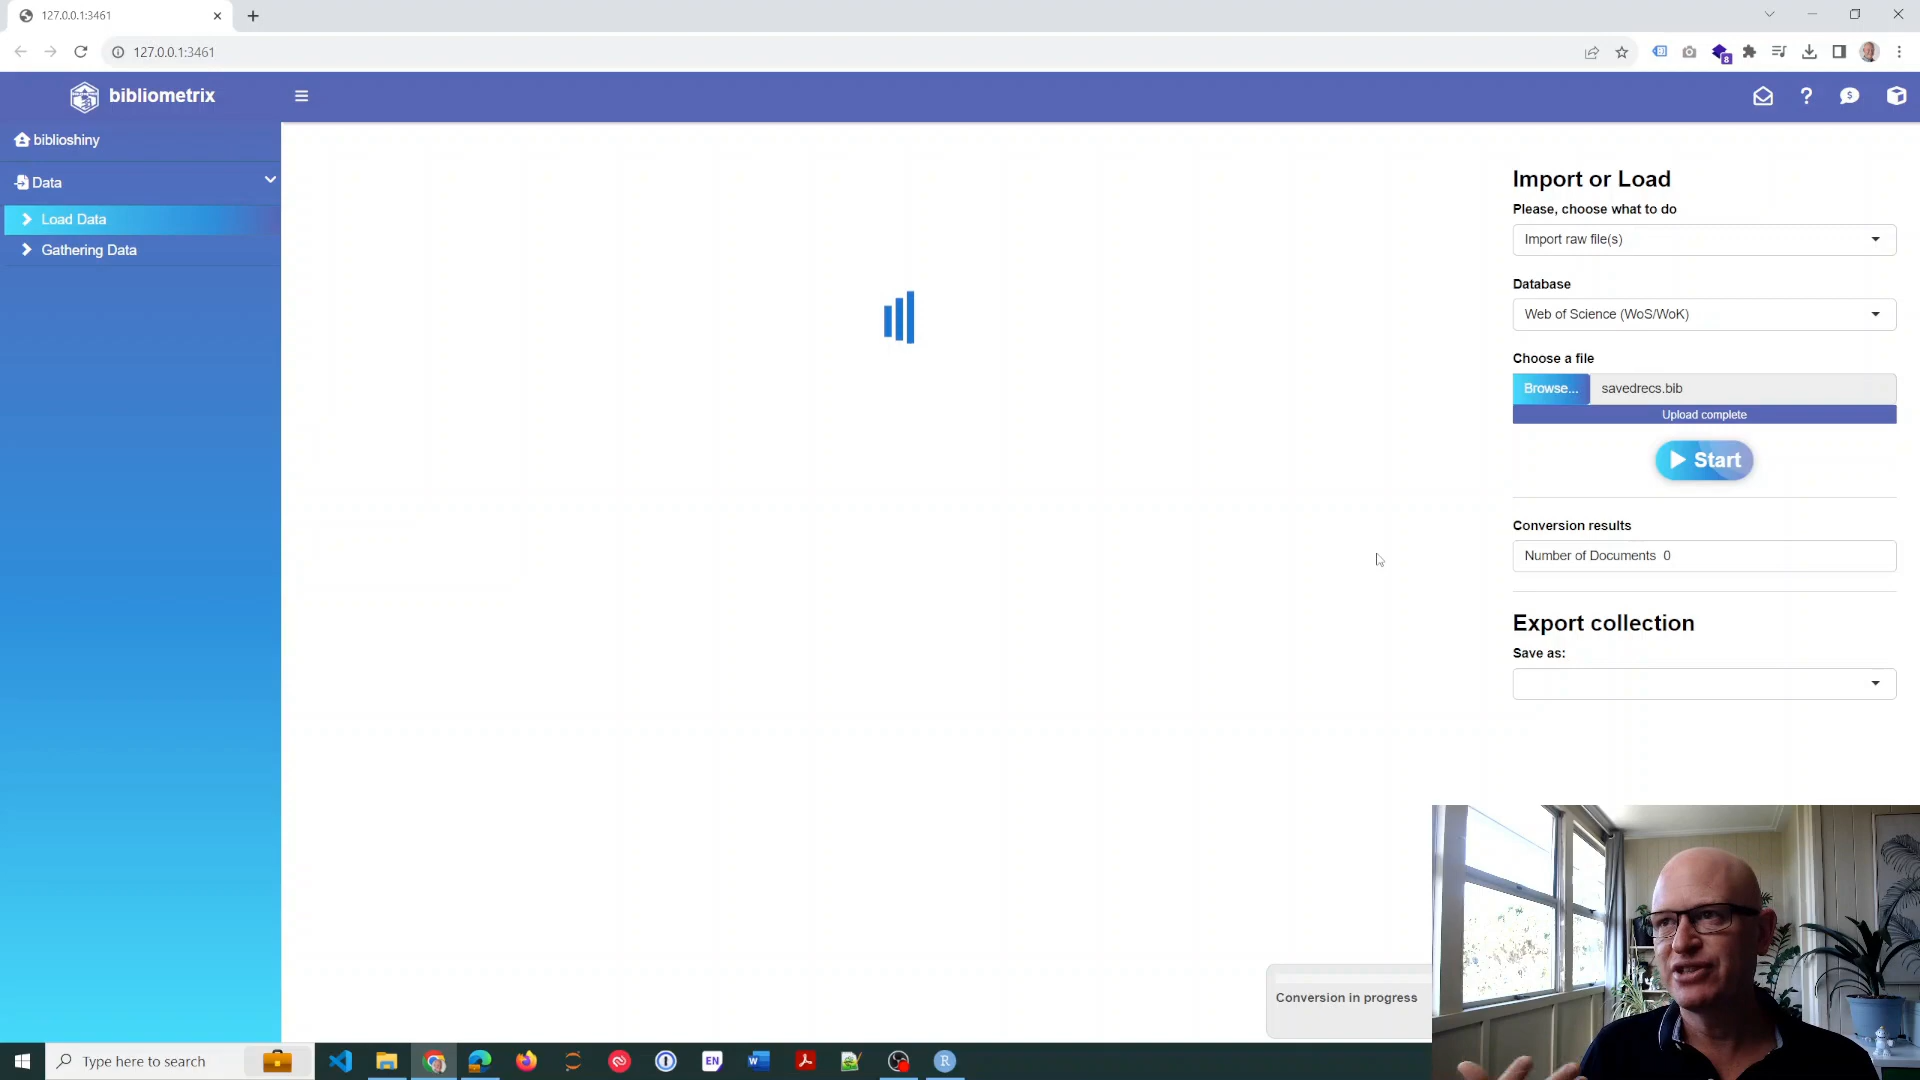 127.0.0.1:3461
127.0.0.1:3461
8
bibliometrix
biblioshiny
Data
Load Data
Gathering Data
Import or Load
Please, choose what to do
Import raw file(s)
Database
Web of Science (WoS/WoK)
Choose a file
Browse...
savedrecs.bib
Upload complete
Start
Conversion results
Number of Documents 0
Export collection
Save as:
Conversion in progress
Type here to search
EN
R